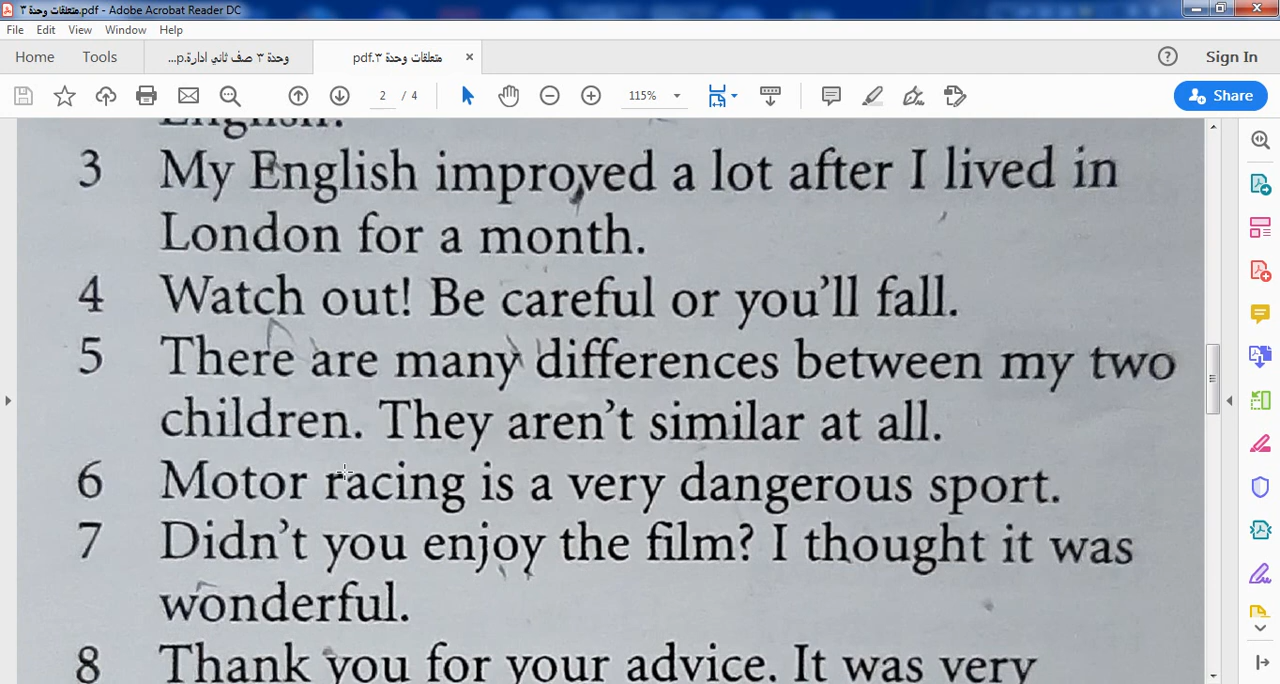 متعلقات وحدة ٣.pdf - Adobe Acrobat Reader DC
File Edit View Window Help
Home Tools وحدة ٣ صف ثاني ادارة.p... متعلقات وحدة ٣.pdf × Sign In
2 / 4 115% Share
English.
3 My English improved a lot after I lived in
London for a month.
4 Watch out! Be careful or you'll fall.
5 There are many differences between my two
children. They aren't similar at all.
6 Motor racing is a very dangerous sport.
7 Didn't you enjoy the film? I thought it was
wonderful.
8 Thank you for your advice. It was very